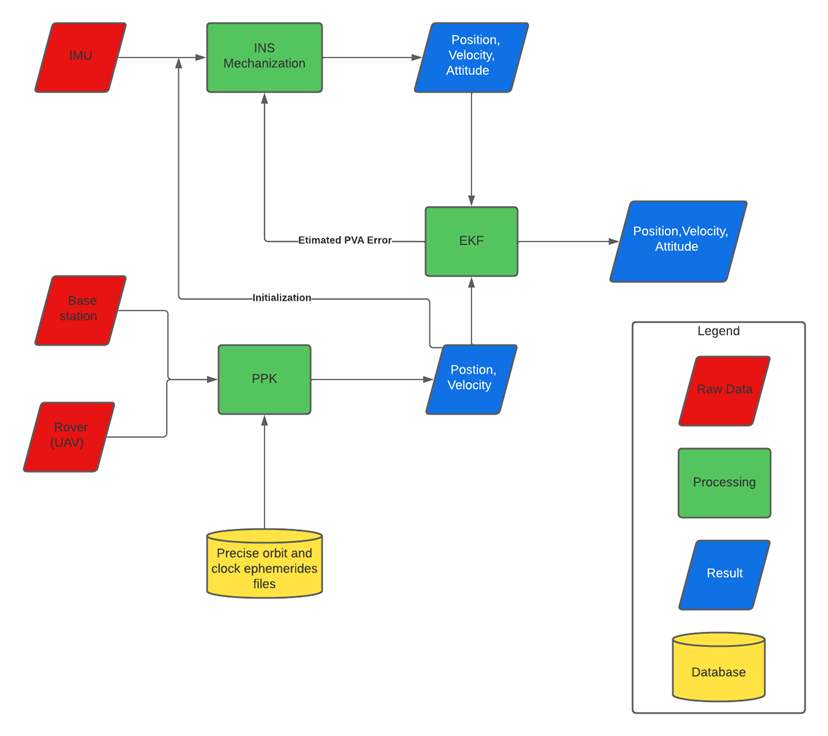 IMU
INS
Mechanization
Position,
Velocity,
Attitude
Etimated PVA Error
EKF
Position,Velocity,
Attitude
Base
station
Initialization
Rover
(UAV)
PPK
Postion,
Velocity
Precise orbit and
clock ephemerides
files
Legend
Raw Data
Processing
Result
Database